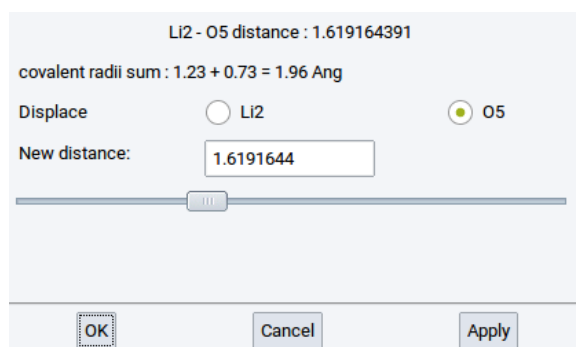 Li2 - O5 distance : 1.619164391
covalent radii sum : 1.23 + 0.73 = 1.96 Ang
Displace Li2 O5
New distance: 1.6191644
OK Cancel Apply